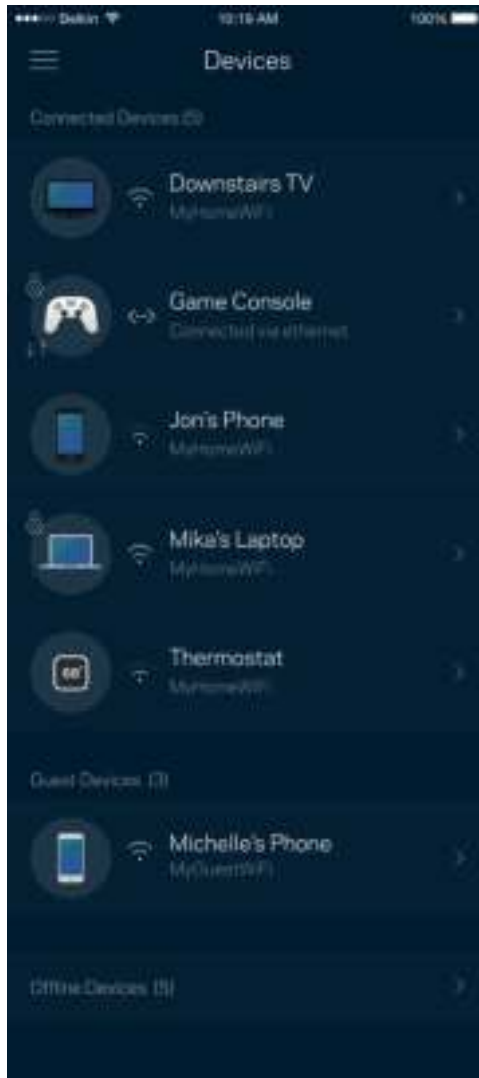 10:19 AM
100%
Devices
Connected Devices (5)
Downstairs TV
MyHomeWiFi
Game Console
Connected via ethernet
Jon's Phone
MyHomeWiFi
Mika's Laptop
MyHomeWiFi
68°
Thermostat
MyHomeWiFi
Guest Devices (3)
Michelle's Phone
MyGuestWiFi
Offline Devices (5)